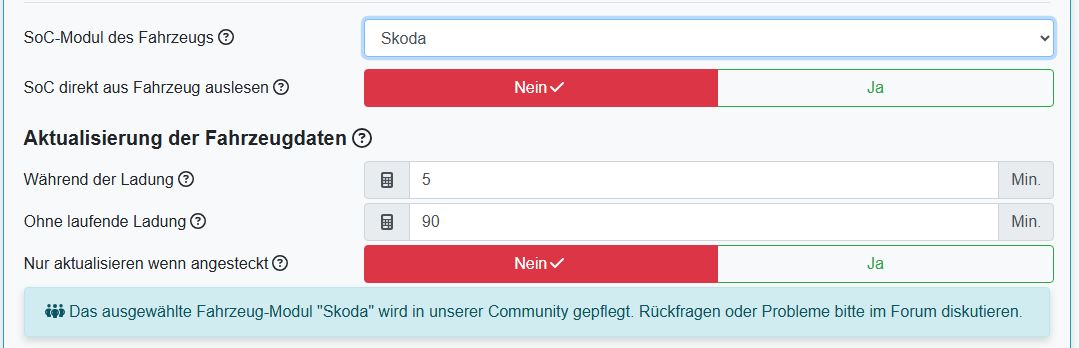 SoC-Modul des Fahrzeugs
Skoda
SoC direkt aus Fahrzeug auslesen
Nein
Ja
Aktualisierung der Fahrzeugdaten
Während der Ladung
5
Min.
Ohne laufende Ladung
90
Min.
Nur aktualisieren wenn angesteckt
Nein
Ja
Das ausgewählte Fahrzeug-Modul "Skoda" wird in unserer Community gepflegt. Rückfragen oder Probleme bitte im Forum diskutieren.